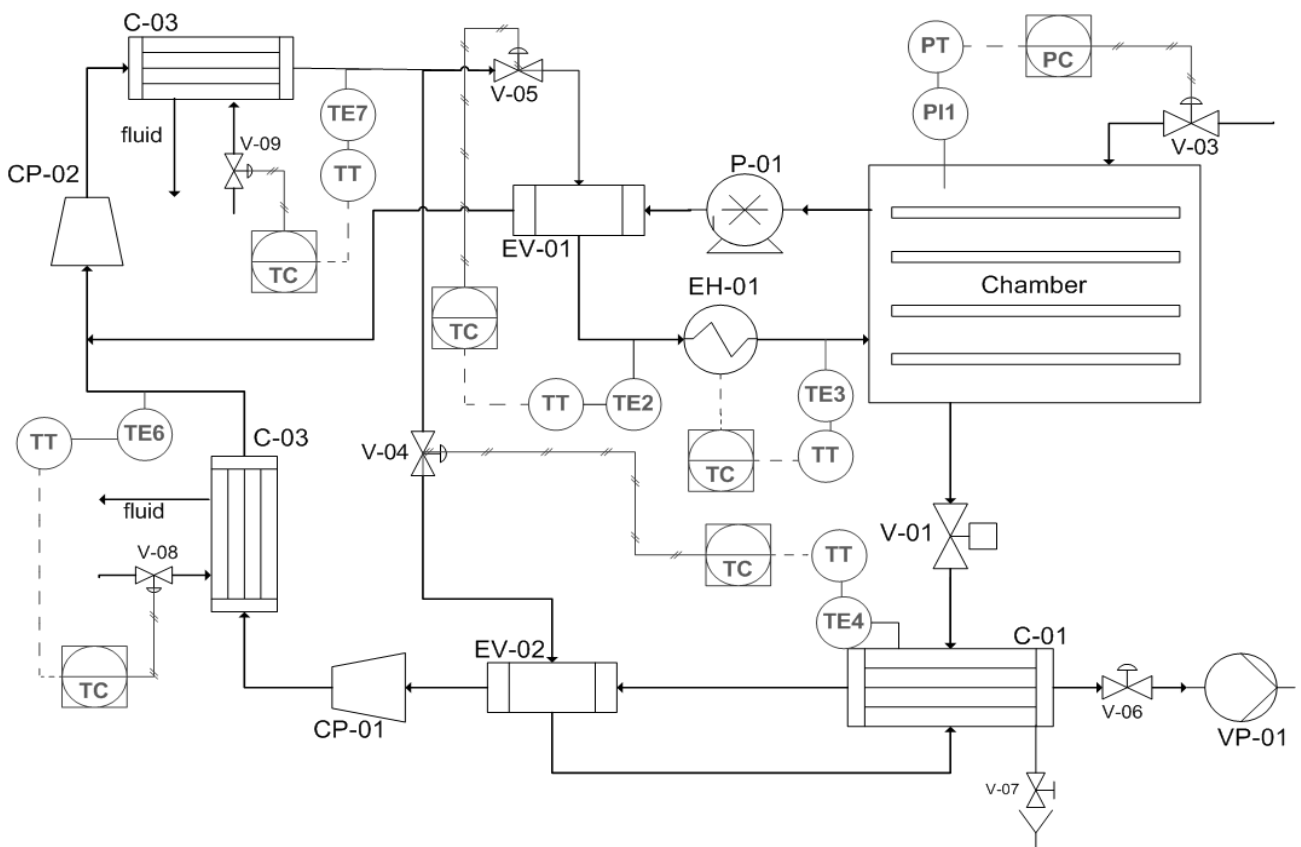 C-03
PT
PC
V-05
TE7
PI1
fluid
V-09
V-03
TT
P-01
CP-02
EV-01
TC
EH-01
Chamber
TC
TT
TE2
TE3
TT
TE6
C-03
V-04
TC
TT
fluid
V-01
V-08
TC
TT
TE4
C-01
EV-02
TC
V-06
CP-01
VP-01
V-07